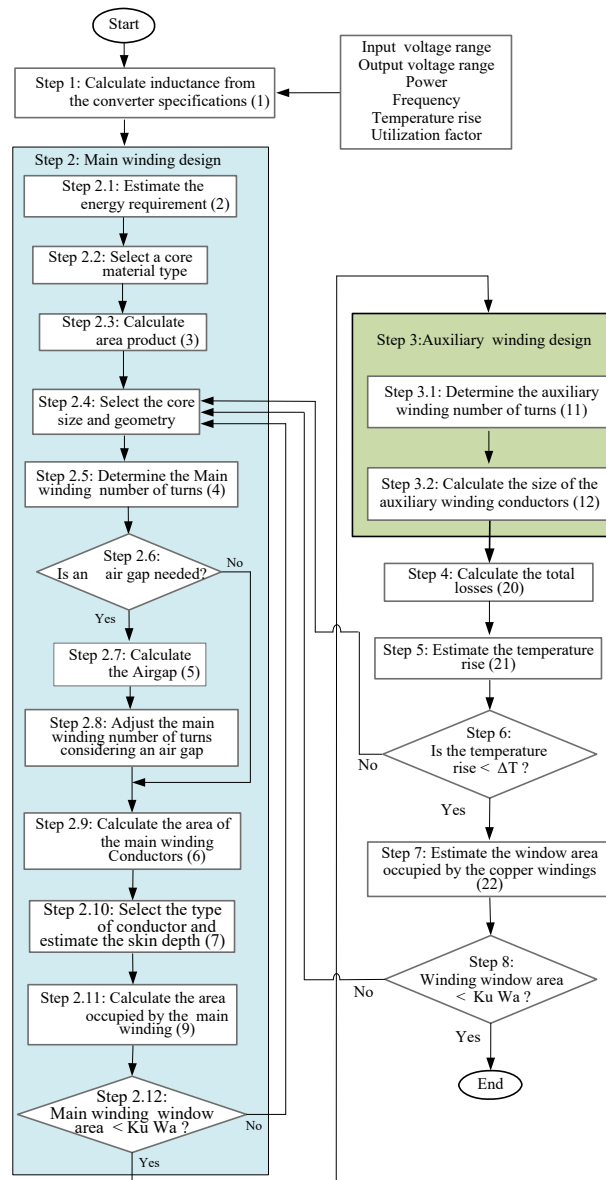 Start
Step 1: Calculate inductance from
the converter specifications (1)
Input voltage range
Output voltage range
Power
Frequency
Temperature rise
Utilization factor
Step 2: Main winding design
Step 2.1: Estimate the
energy requirement (2)
Step 2.2: Select a core
material type
Step 2.3: Calculate
area product (3)
Step 2.4: Select the core
size and geometry
Step 2.5: Determine the Main
winding number of turns (4)
Step 2.6:
Is an air gap needed?
No
Yes
Step 2.7: Calculate
the Airgap (5)
Step 2.8: Adjust the main
winding number of turns
considering an air gap
Step 2.9: Calculate the area of
the main winding
Conductors (6)
Step 2.10: Select the type
of conductor and
estimate the skin depth (7)
Step 2.11: Calculate the area
occupied by the main
winding (9)
Step 2.12:
Main winding window
area < Ku Wa ?
No
Yes
Step 3:Auxiliary winding design
Step 3.1: Determine the auxiliary
winding number of turns (11)
Step 3.2: Calculate the size of the
auxiliary winding conductors (12)
Step 4: Calculate the total
losses (20)
Step 5: Estimate the temperature
rise (21)
Step 6:
Is the temperature
rise < ΔT ?
No
Yes
Step 7: Estimate the window area
occupied by the copper windings
(22)
Step 8:
Winding window area
< Ku Wa ?
No
Yes
End